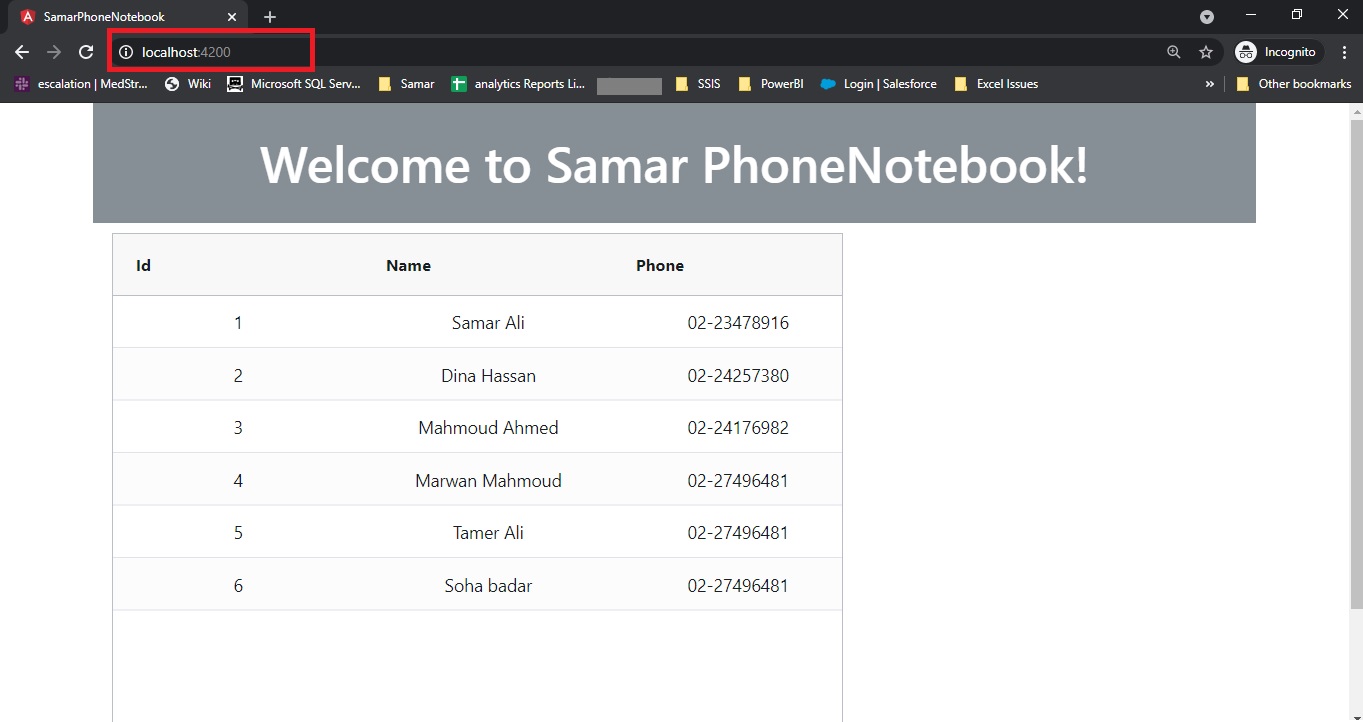 SamarPhoneNotebook
localhost:4200
Incognito
escalation | MedStr... Wiki Microsoft SQL Serv... Samar analytics Reports Li... SSIS PowerBI Login | Salesforce Excel Issues » Other bookmarks
Welcome to Samar PhoneNotebook!
Id Name Phone
1 Samar Ali 02-23478916
2 Dina Hassan 02-24257380
3 Mahmoud Ahmed 02-24176982
4 Marwan Mahmoud 02-27496481
5 Tamer Ali 02-27496481
6 Soha badar 02-27496481